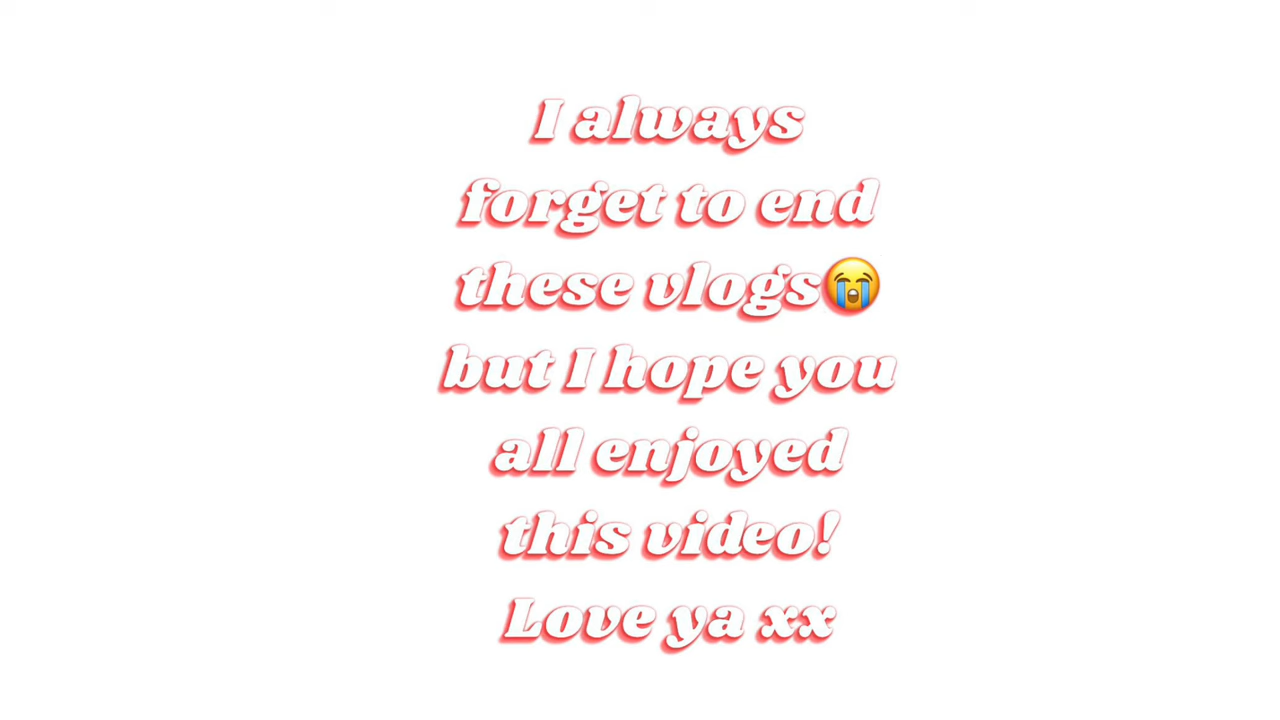 I always
forget to end
these vlogs😭
but I hope you
all enjoyed
this video!
Love ya xx